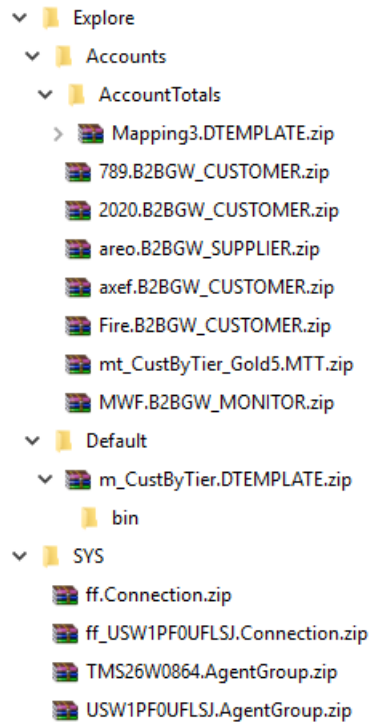 Explore
Accounts
AccountTotals
Mapping3.DTEMPLATE.zip
789.B2BGW_CUSTOMER.zip
2020.B2BGW_CUSTOMER.zip
areo.B2BGW_SUPPLIER.zip
axef.B2BGW_CUSTOMER.zip
Fire.B2BGW_CUSTOMER.zip
mt_CustByTier_Gold5.MTT.zip
MWF.B2BGW_MONITOR.zip
Default
m_CustByTier.DTEMPLATE.zip
bin
SYS
ff.Connection.zip
ff_USW1PF0UFLSJ.Connection.zip
TMS26W0864.AgentGroup.zip
USW1PF0UFLSJ.AgentGroup.zip